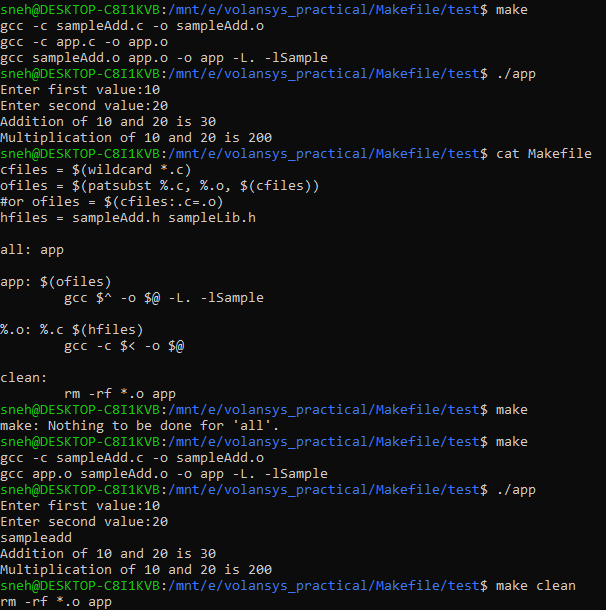 sneh@DESKTOP-C8I1KVB:/mnt/e/volansys_practical/Makefile/test$ make
gcc -c sampleAdd.c -o sampleAdd.o
gcc -c app.c -o app.o
gcc sampleAdd.o app.o -o app -L. -lSample
sneh@DESKTOP-C8I1KVB:/mnt/e/volansys_practical/Makefile/test$ ./app
Enter first value:10
Enter second value:20
Addition of 10 and 20 is 30
Multiplication of 10 and 20 is 200
sneh@DESKTOP-C8I1KVB:/mnt/e/volansys_practical/Makefile/test$ cat Makefile
cfiles = $(wildcard *.c)
ofiles = $(patsubst %.c, %.o, $(cfiles))
#or ofiles = $(cfiles:.c=.o)
hfiles = sampleAdd.h sampleLib.h

all: app

app: $(ofiles)
        gcc $^ -o $@ -L. -lSample

%.o: %.c $(hfiles)
        gcc -c $< -o $@

clean:
        rm -rf *.o app
sneh@DESKTOP-C8I1KVB:/mnt/e/volansys_practical/Makefile/test$ make
make: Nothing to be done for 'all'.
sneh@DESKTOP-C8I1KVB:/mnt/e/volansys_practical/Makefile/test$ make
gcc -c sampleAdd.c -o sampleAdd.o
gcc app.o sampleAdd.o -o app -L. -lSample
sneh@DESKTOP-C8I1KVB:/mnt/e/volansys_practical/Makefile/test$ ./app
Enter first value:10
Enter second value:20
sampleadd
Addition of 10 and 20 is 30
Multiplication of 10 and 20 is 200
sneh@DESKTOP-C8I1KVB:/mnt/e/volansys_practical/Makefile/test$ make clean
rm -rf *.o app